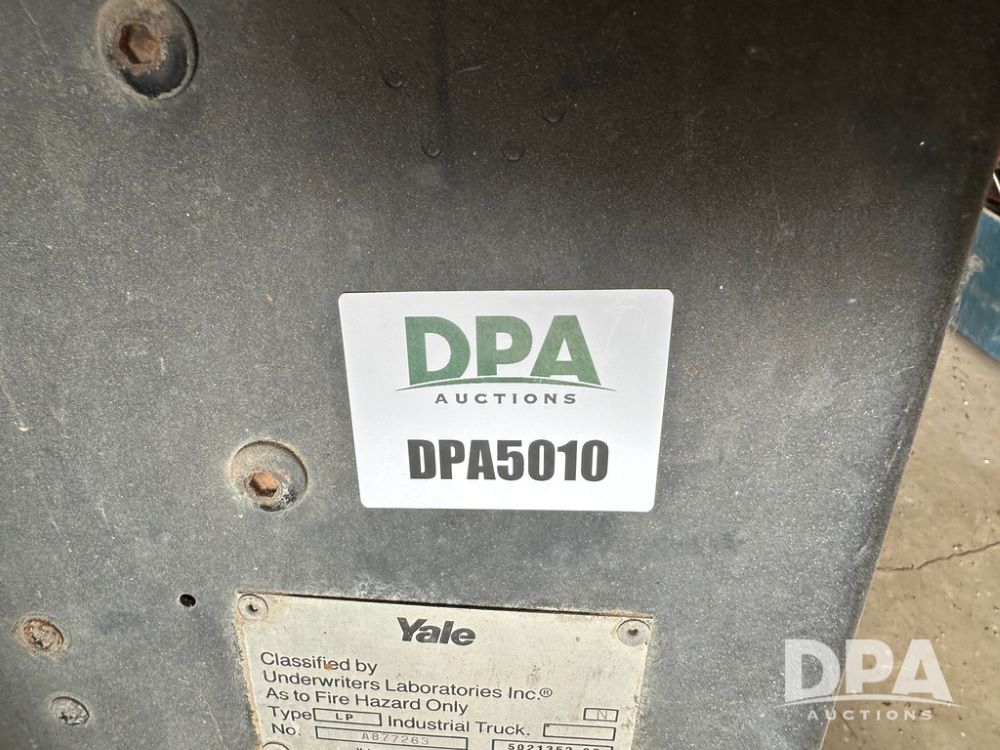 DPA
AUCTIONS
DPA5010
Yale
Classified by
Underwriters Laboratories Inc.®
As to Fire Hazard Only
N
Type LP Industrial Truck.
No. A877263
DPA
AUCTIONS